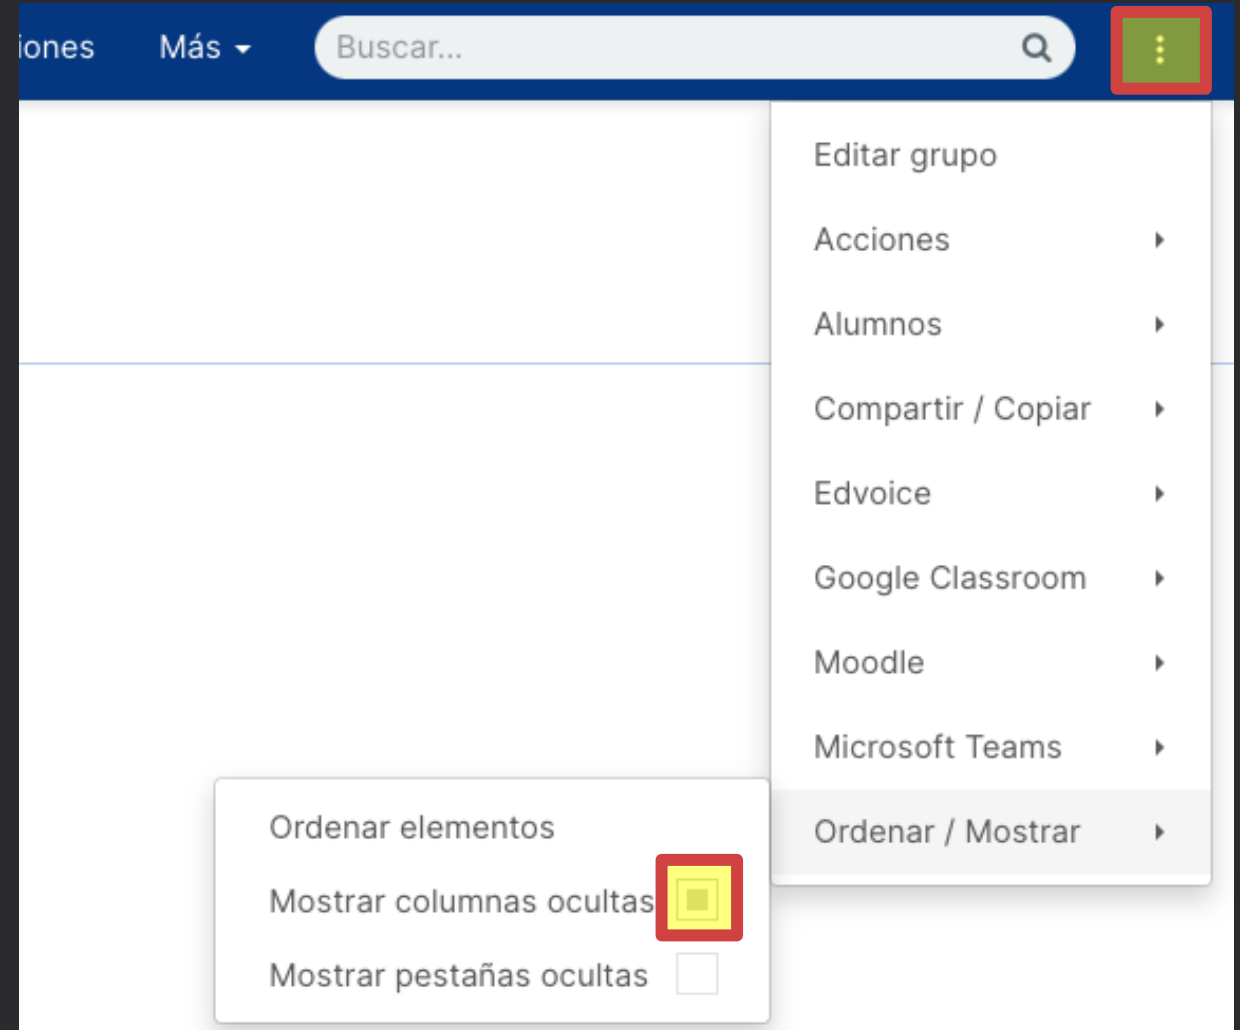 iones Más Buscar...
Editar grupo
Acciones
Alumnos
Compartir / Copiar
Edvoice
Google Classroom
Moodle
Microsoft Teams
Ordenar / Mostrar
Ordenar elementos
Mostrar columnas ocultas
Mostrar pestañas ocultas